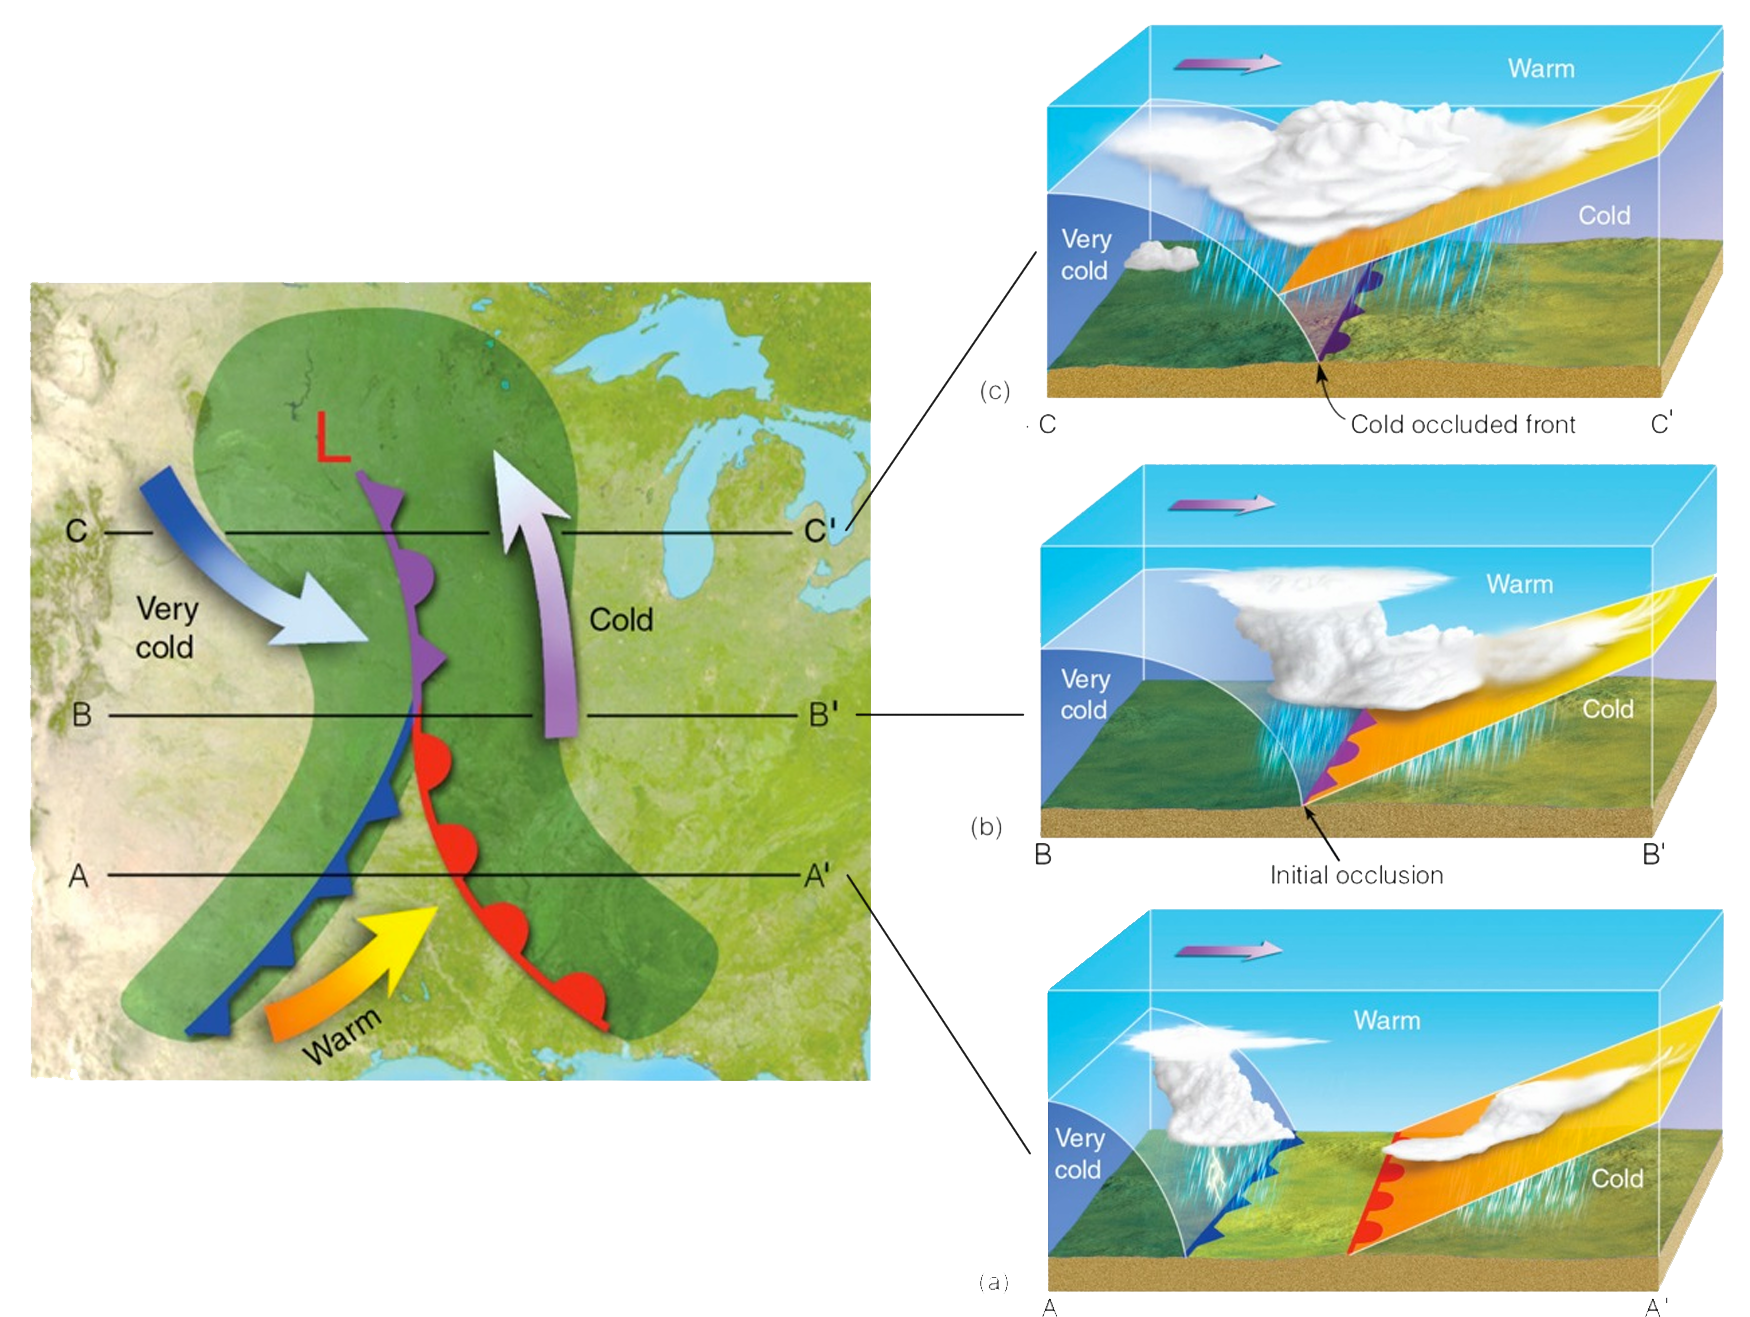 L
C
C'
Very
cold
Cold
B
B'
A
A'
Warm
Warm
Very
cold
Cold
(c)
C
Cold occluded front
C'
Warm
Very
cold
Cold
(b)
B
Initial occlusion
B'
Warm
Very
cold
Cold
(a)
A
A'